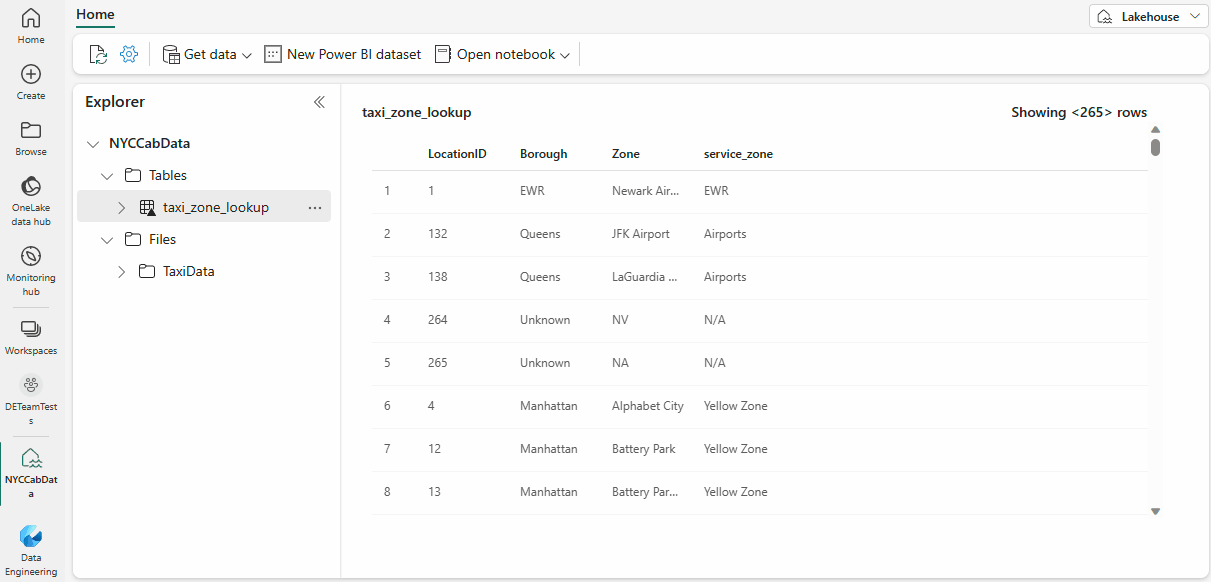 Home
Create
Browse
OneLake
data hub
Monitoring
hub
Workspaces
DETeamTest
s
NYCCabDat
a
Data
Engineering
Home
Lakehouse
Get data
New Power BI dataset
Open notebook
Explorer
NYCCabData
Tables
taxi_zone_lookup
Files
TaxiData
taxi_zone_lookup
Showing <265> rows
LocationID Borough Zone service_zone
1 1 EWR Newark Air... EWR
2 132 Queens JFK Airport Airports
3 138 Queens LaGuardia ... Airports
4 264 Unknown NV N/A
5 265 Unknown NA N/A
6 4 Manhattan Alphabet City Yellow Zone
7 12 Manhattan Battery Park Yellow Zone
8 13 Manhattan Battery Par... Yellow Zone